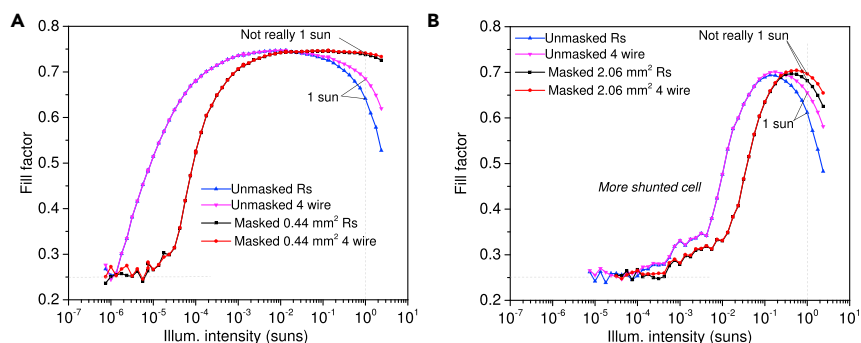 A
Not really 1 sun
1 sun
Unmasked Rs
Unmasked 4 wire
Masked 0.44 mm² Rs
Masked 0.44 mm² 4 wire
Fill factor
0.8
0.7
0.6
0.5
0.4
0.3
0.2
10⁻⁷ 10⁻⁶ 10⁻⁵ 10⁻⁴ 10⁻³ 10⁻² 10⁻¹ 10⁰ 10¹
Illum. intensity (suns)
B
Unmasked Rs
Unmasked 4 wire
Masked 2.06 mm² Rs
Masked 2.06 mm² 4 wire
Not really 1 sun
1 sun
More shunted cell
Fill factor
0.8
0.7
0.6
0.5
0.4
0.3
0.2
10⁻⁷ 10⁻⁶ 10⁻⁵ 10⁻⁴ 10⁻³ 10⁻² 10⁻¹ 10⁰ 10¹
Illum. intensity (suns)